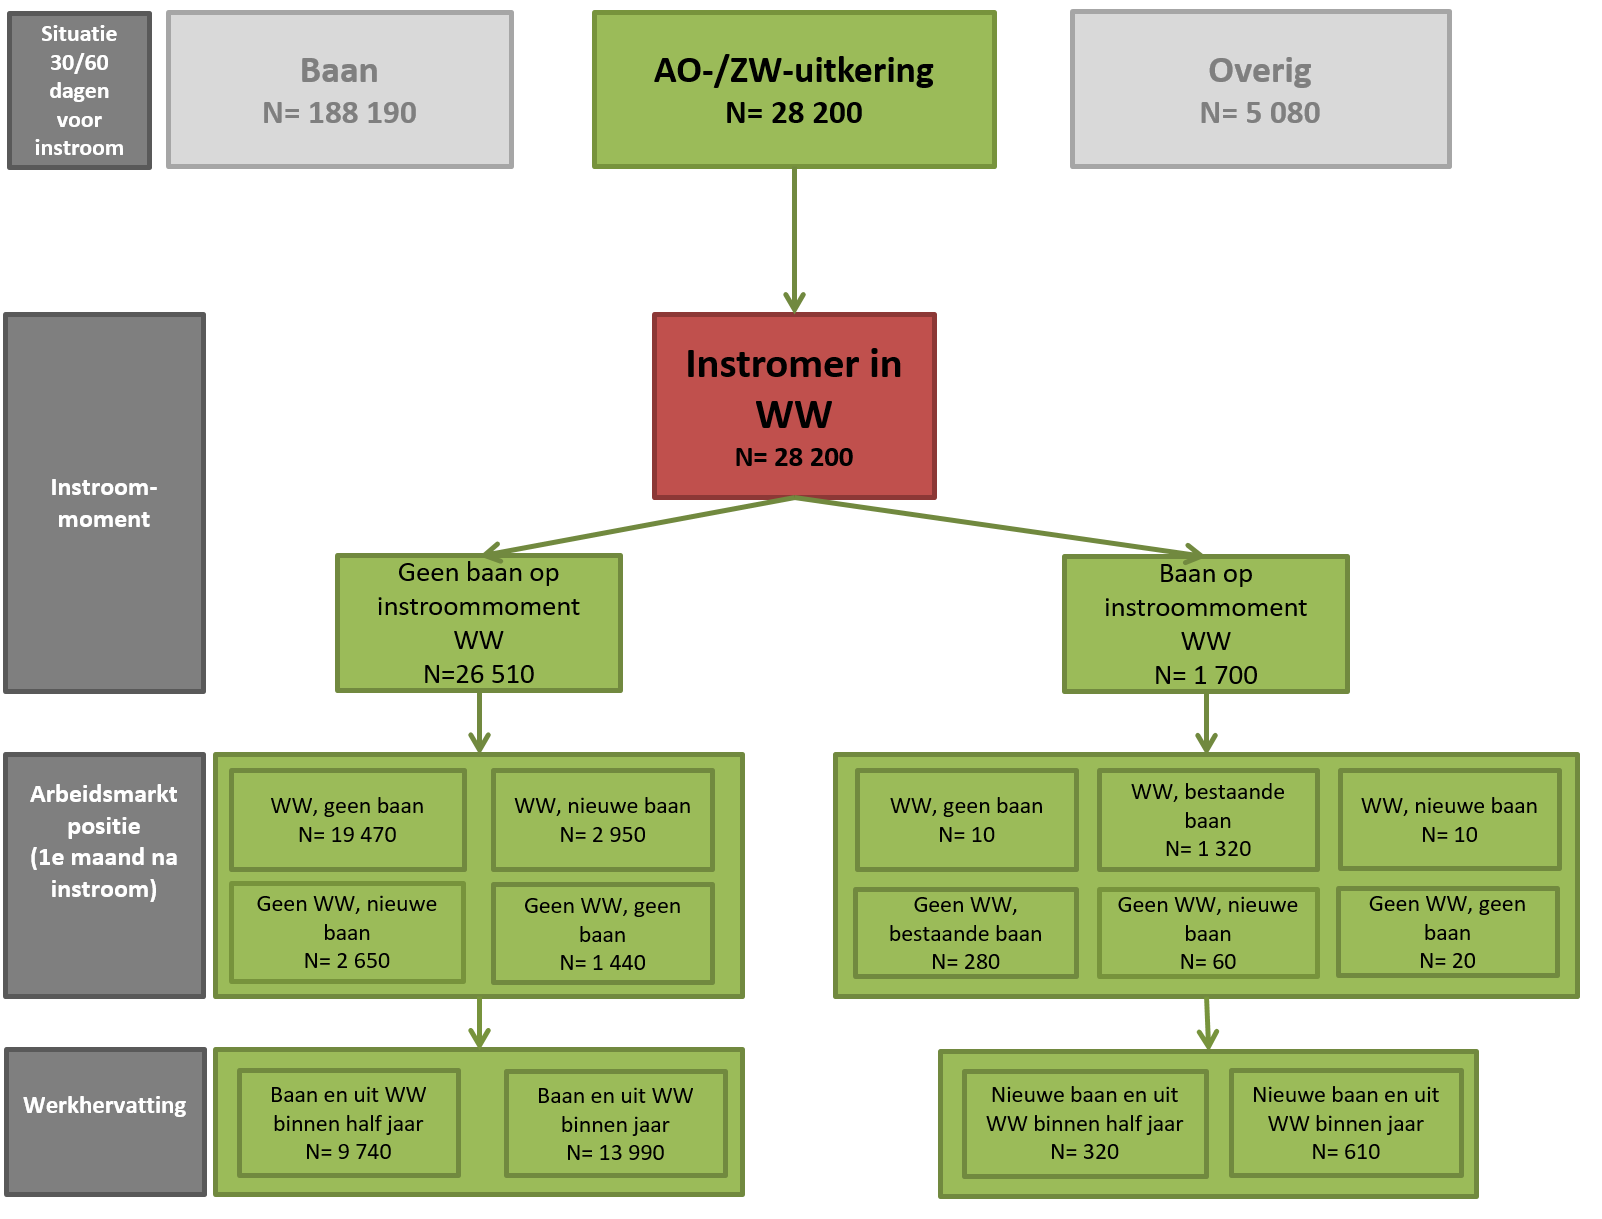 Situatie
30/60
dagen
voor
instroom
Baan
N= 188 190
AO-/ZW-uitkering
N= 28 200
Overig
N= 5 080
Instroom-
moment
Instromer in
WW
N= 28 200
Geen baan op
instroommoment
WW
N=26 510
Baan op
instroommoment
WW
N= 1 700
Arbeidsmarkt
positie
(1e maand na
instroom)
WW, geen baan
N= 19 470
WW, nieuwe baan
N= 2 950
Geen WW, nieuwe
baan
N= 2 650
Geen WW, geen
baan
N= 1 440
WW, geen baan
N= 10
WW, bestaande
baan
N= 1 320
WW, nieuwe baan
N= 10
Geen WW,
bestaande baan
N= 280
Geen WW, nieuwe
baan
N= 60
Geen WW, geen
baan
N= 20
Werkhervatting
Baan en uit WW
binnen half jaar
N= 9 740
Baan en uit WW
binnen jaar
N= 13 990
Nieuwe baan en uit
WW binnen half jaar
N= 320
Nieuwe baan en uit
WW binnen jaar
N= 610